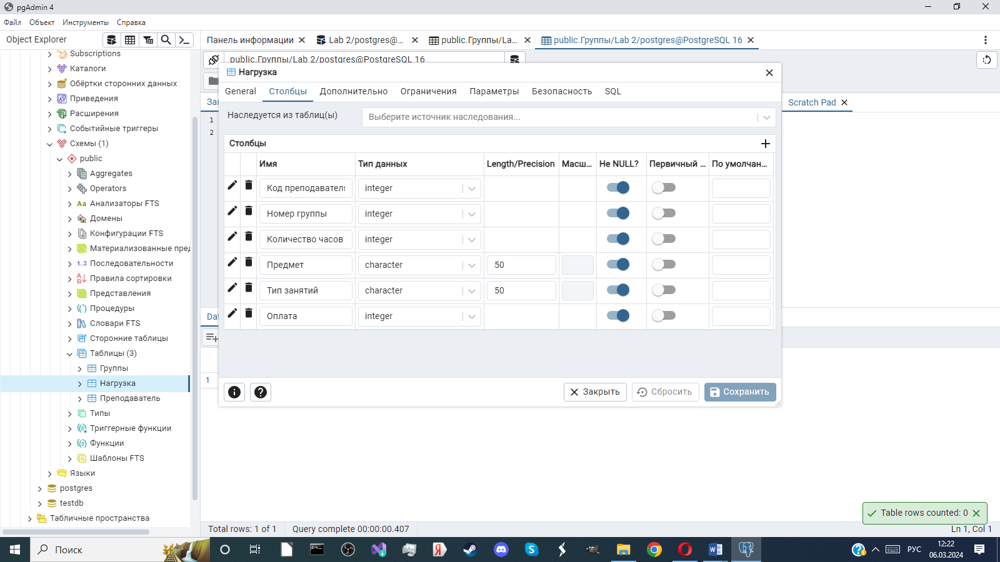 pgAdmin 4
Файл Объект Инструменты Справка
Object Explorer
Панель информации
Lab 2/postgres@...
public.Группы/La...
public.Группы/Lab 2/postgres@PostgreSQL 16
public.Группы/Lab 2/postgres@PostgreSQL 16
Subscriptions
Каталоги
Обёртки сторонних данных
Приведения
Расширения
Событийные триггеры
Схемы (1)
public
Aggregates
Operators
Aa Анализаторы FTS
Домены
Конфигурации FTS
Материализованные пред
1..3 Последовательности
Правила сортировки
Представления
Процедуры
Словари FTS
Сторонние таблицы
Таблицы (3)
Группы
Нагрузка
Преподаватель
Типы
Триггерные функции
Функции
Шаблоны FTS
Языки
postgres
testdb
Табличные пространства
За
1
2
Dat
1
Scratch Pad
Нагрузка
General Столбцы Дополнительно Ограничения Параметры Безопасность SQL
Наследуется из таблиц(ы)
Выберите источник наследования...
Столбцы
Имя Тип данных Length/Precision Масш... Не NULL? Первичный ... По умолчан...
Код преподавателя integer
Номер группы integer
Количество часов integer
Предмет character 50
Тип занятий character 50
Оплата integer
Закрыть Сбросить Сохранить
Table rows counted: 0
Total rows: 1 of 1 Query complete 00:00:00.407
Ln 1, Col 1
Поиск
РУС
12:22
06.03.2024